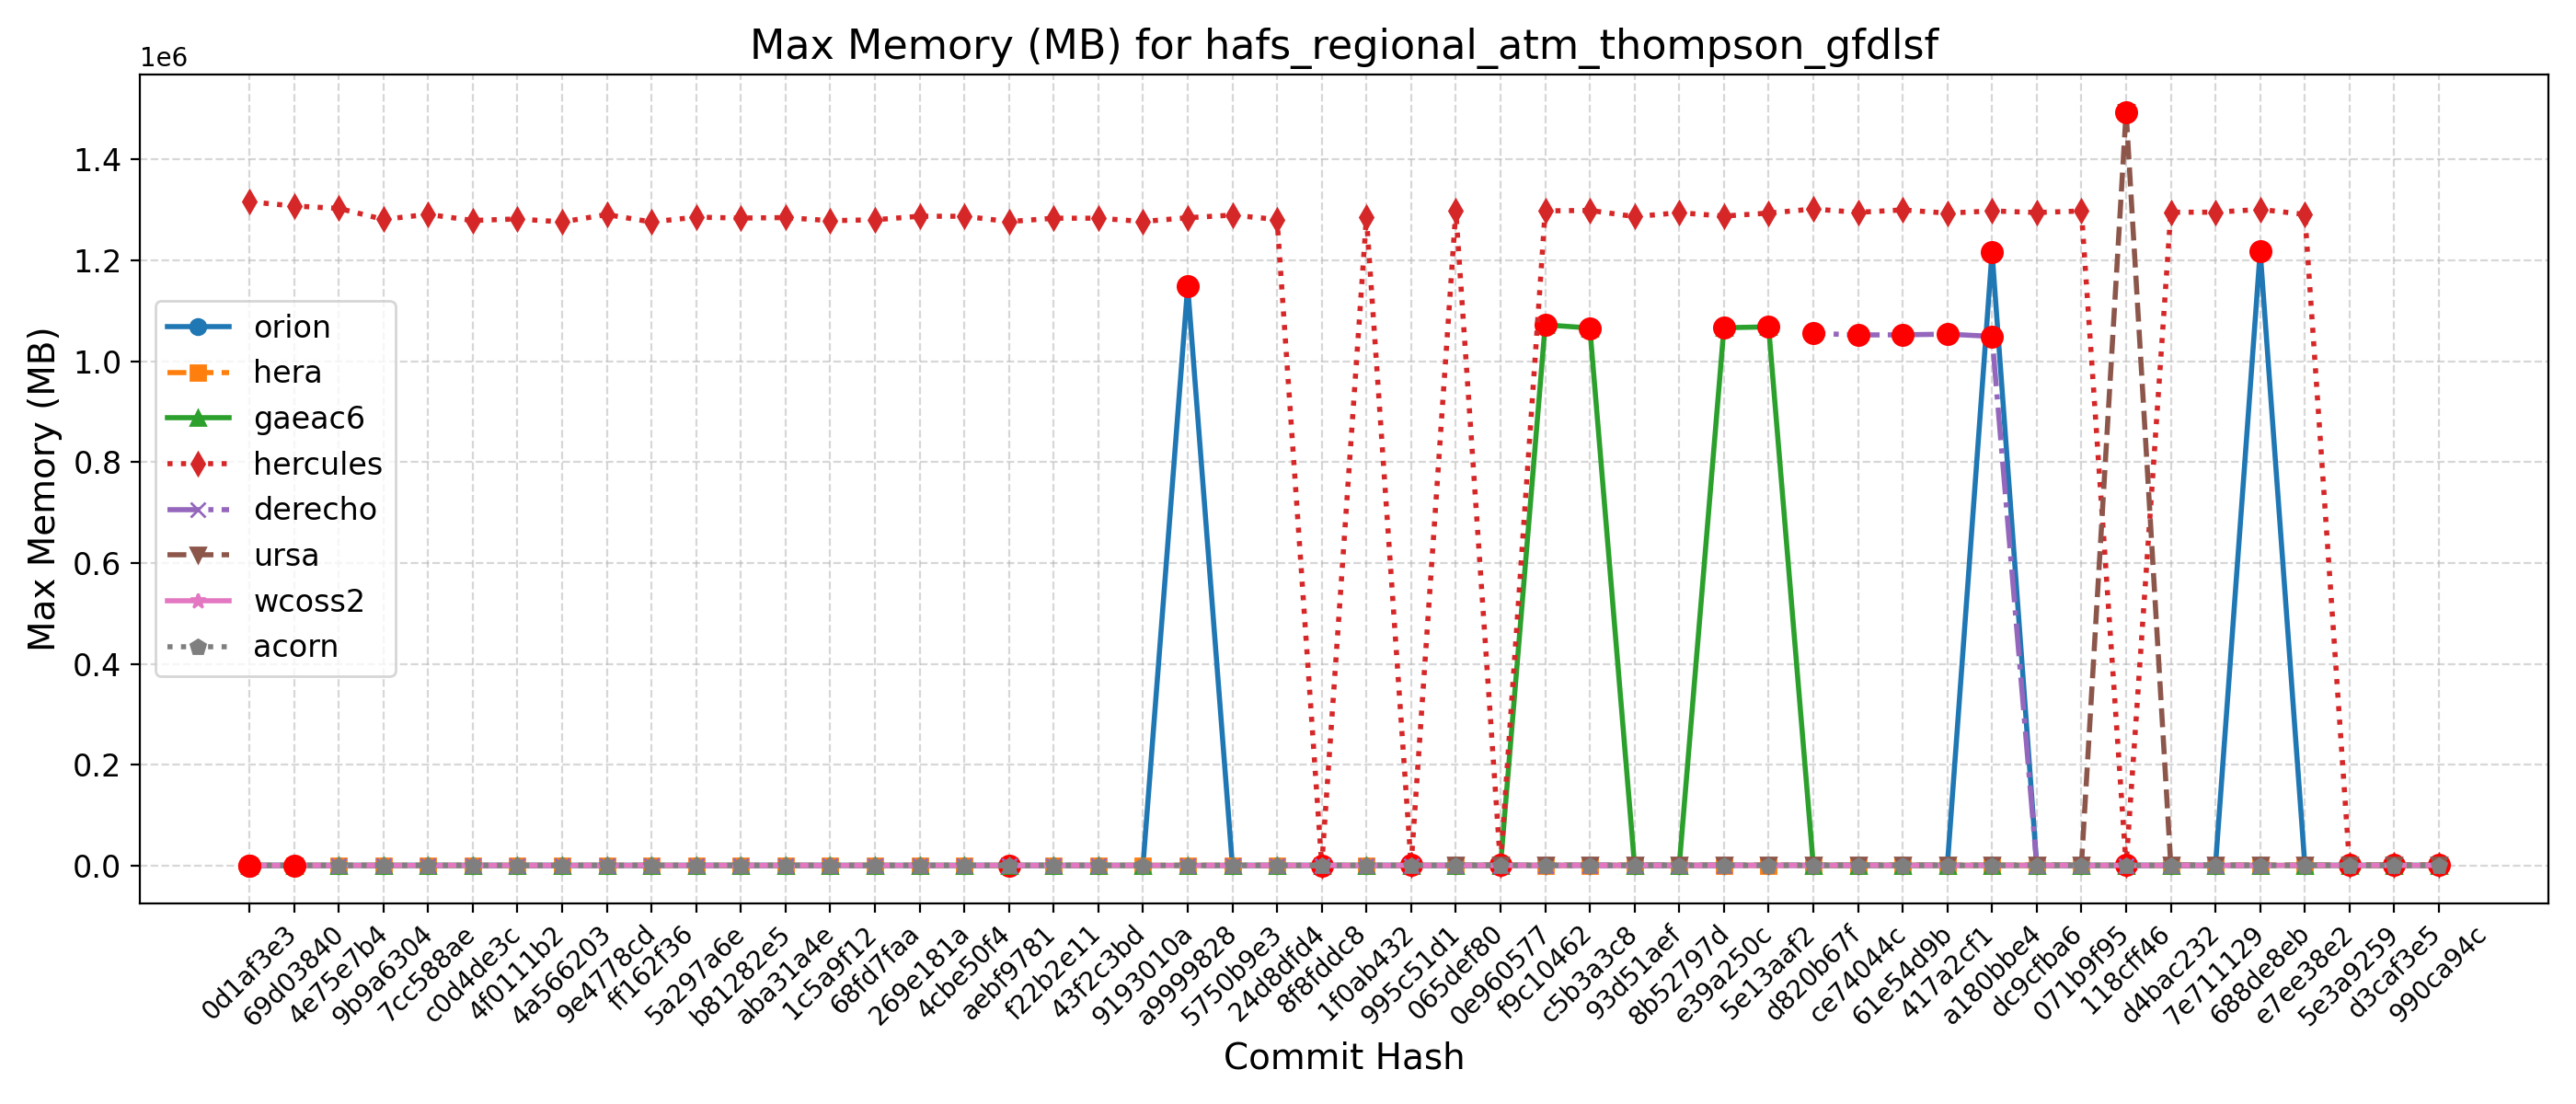 Max Memory (MB) for hafs_regional_atm_thompson_gfdlsf
1e6
1.4
1.2
1.0
0.8
0.6
0.4
0.2
0.0
Max Memory (MB)
orion
hera
gaeac6
hercules
derecho
ursa
wcoss2
acorn
0d1af3e3
69d03840
4e75e7b4
9b9a6304
7cc588ae
c0d4de3c
4f0111b2
4a566203
9e4778cd
ff162f36
5a297a6e
b81282e5
aba31a4e
1c5a9f12
68fd7faa
269e181a
4cbe50f4
aebf9781
f22b2e11
43f2c3bd
9193010a
a9999828
5750b9e3
24d8dfd4
8f8fddc8
1f0ab432
995c51d1
065def80
0e960577
f9c10462
c5b3a3c8
93d51aef
8b52797d
e39a250c
5e13aaf2
d820b67f
ce74044c
61e54d9b
417a2cf1
a180bbe4
dc9cfba6
071b9f95
118cff46
d4bac232
7e711129
688de8eb
e7ee38e2
5e3a9259
d3caf3e5
990ca94c
Commit Hash